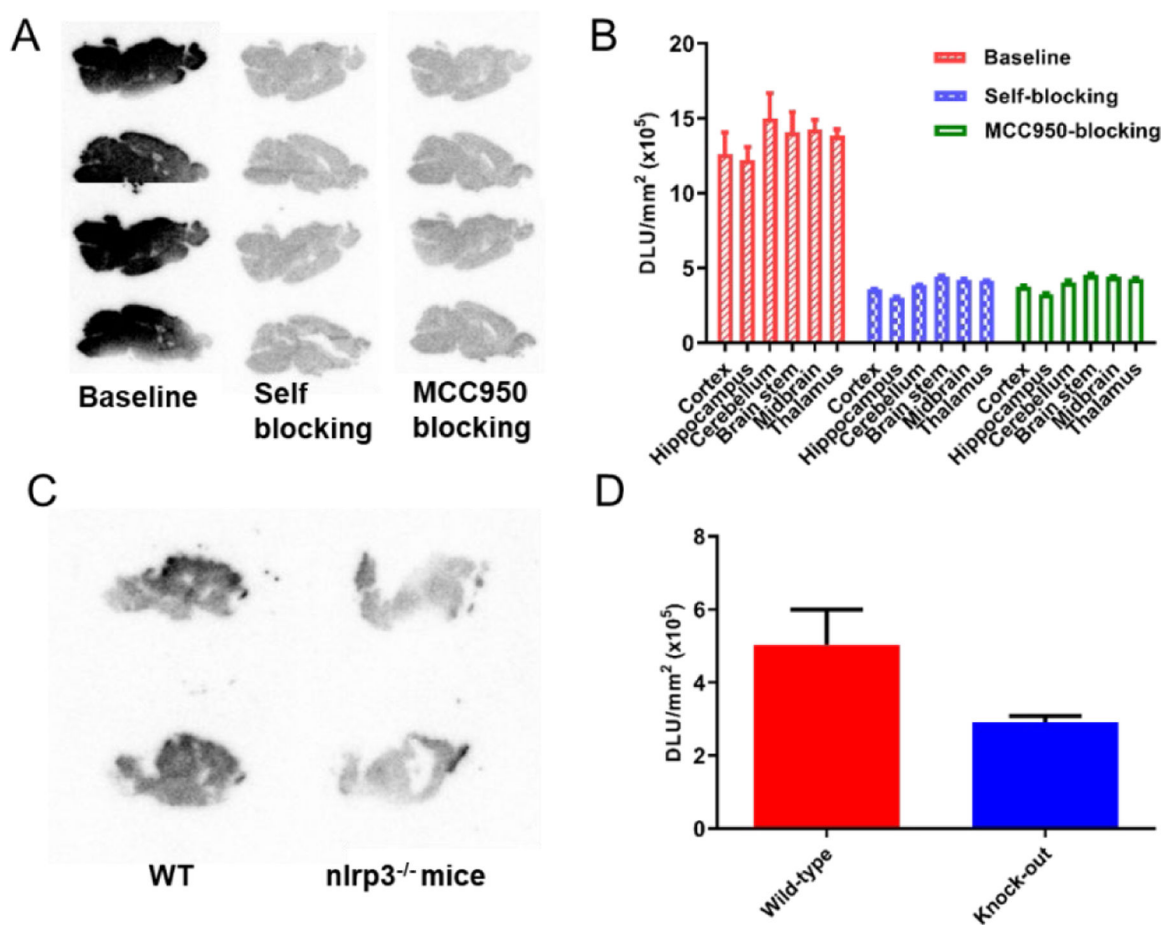 A
Baseline
Self
blocking
MCC950
blocking
B
20
15
10
5
0
DLU/mm² (x10⁵)
Baseline
Self-blocking
MCC950-blocking
Cortex
Hippocampus
Cerebellum
Brain stem
Midbrain
Thalamus
Cortex
Hippocampus
Cerebellum
Brain stem
Midbrain
Thalamus
Cortex
Hippocampus
Cerebellum
Brain stem
Midbrain
Thalamus
C
WT
nlrp3⁻/⁻ mice
D
8
6
4
2
0
DLU/mm² (x10⁵)
Wild-type
Knock-out